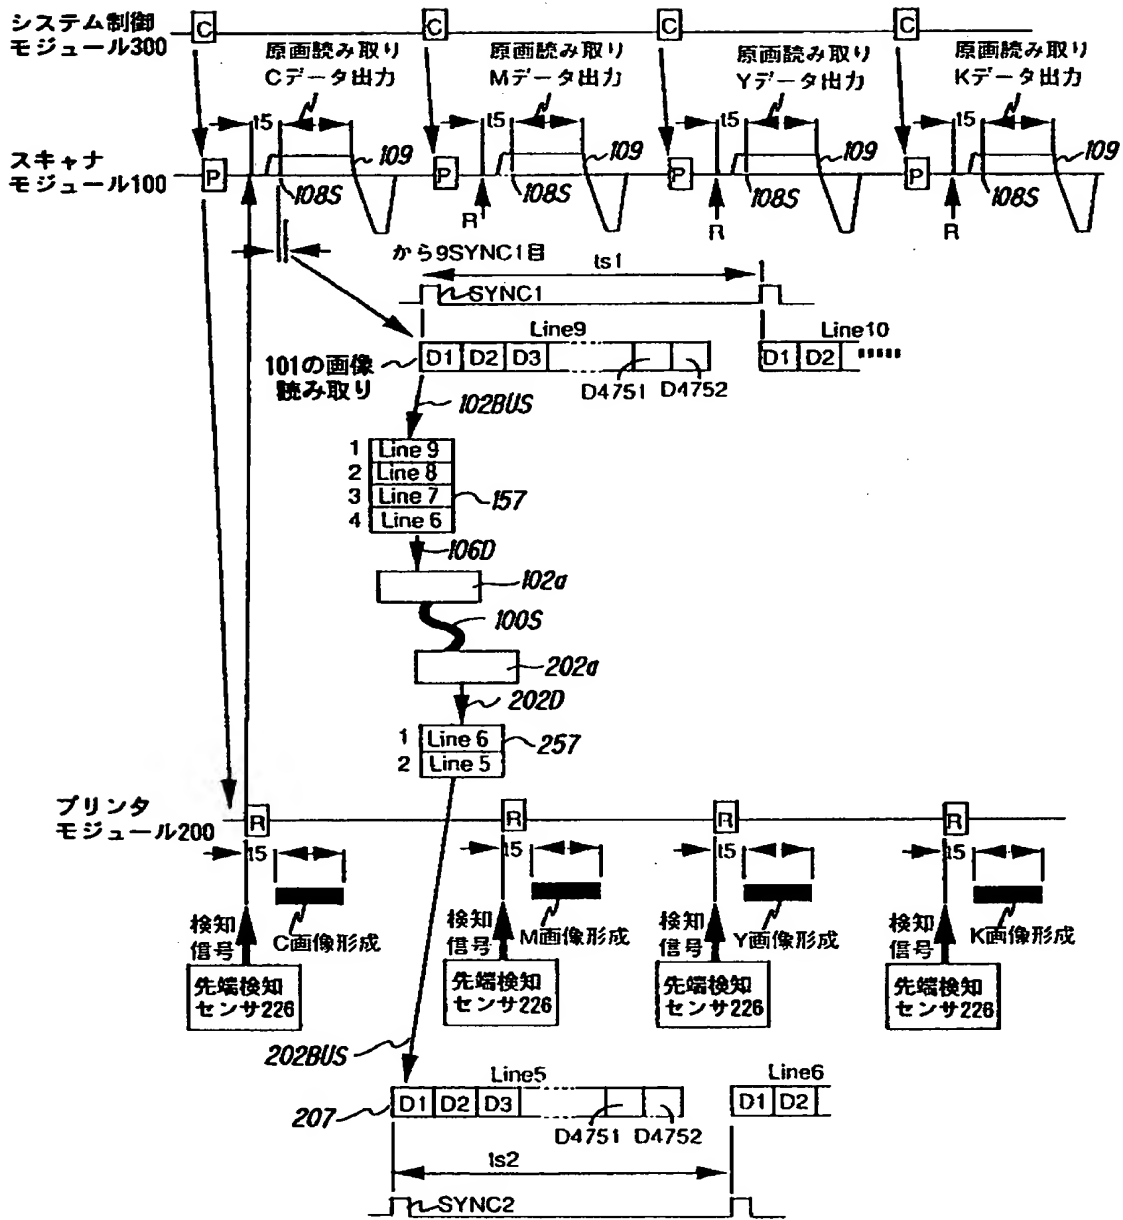 システム制御
モジュール300
C
C
C
C
原画読み取り
Cデータ出力
原画読み取り
Mデータ出力
原画読み取り
Yデータ出力
原画読み取り
Kデータ出力
t5
t5
t5
t5
スキャナ
モジュール100
P
P
P
P
109
109
109
109
108S
108S
108S
108S
R
R
R
から9SYNC1目
ts1
SYNC1
Line9
Line10
101の画像
読み取り
D1
D2
D3
D4751
D4752
D1
D2
102BUS
1
Line 9
2
Line 8
3
Line 7
4
Line 6
157
106D
102a
100S
202a
202D
1
Line 6
2
Line 5
257
プリンタ
モジュール200
R
R
R
R
t5
t5
t5
t5
検知
信号
C画像形成
検知
信号
M画像形成
検知
信号
Y画像形成
検知
信号
K画像形成
先端検知
センサ226
先端検知
センサ226
先端検知
センサ226
先端検知
センサ226
202BUS
Line5
Line6
207
D1
D2
D3
D4751
D4752
D1
D2
ts2
SYNC2